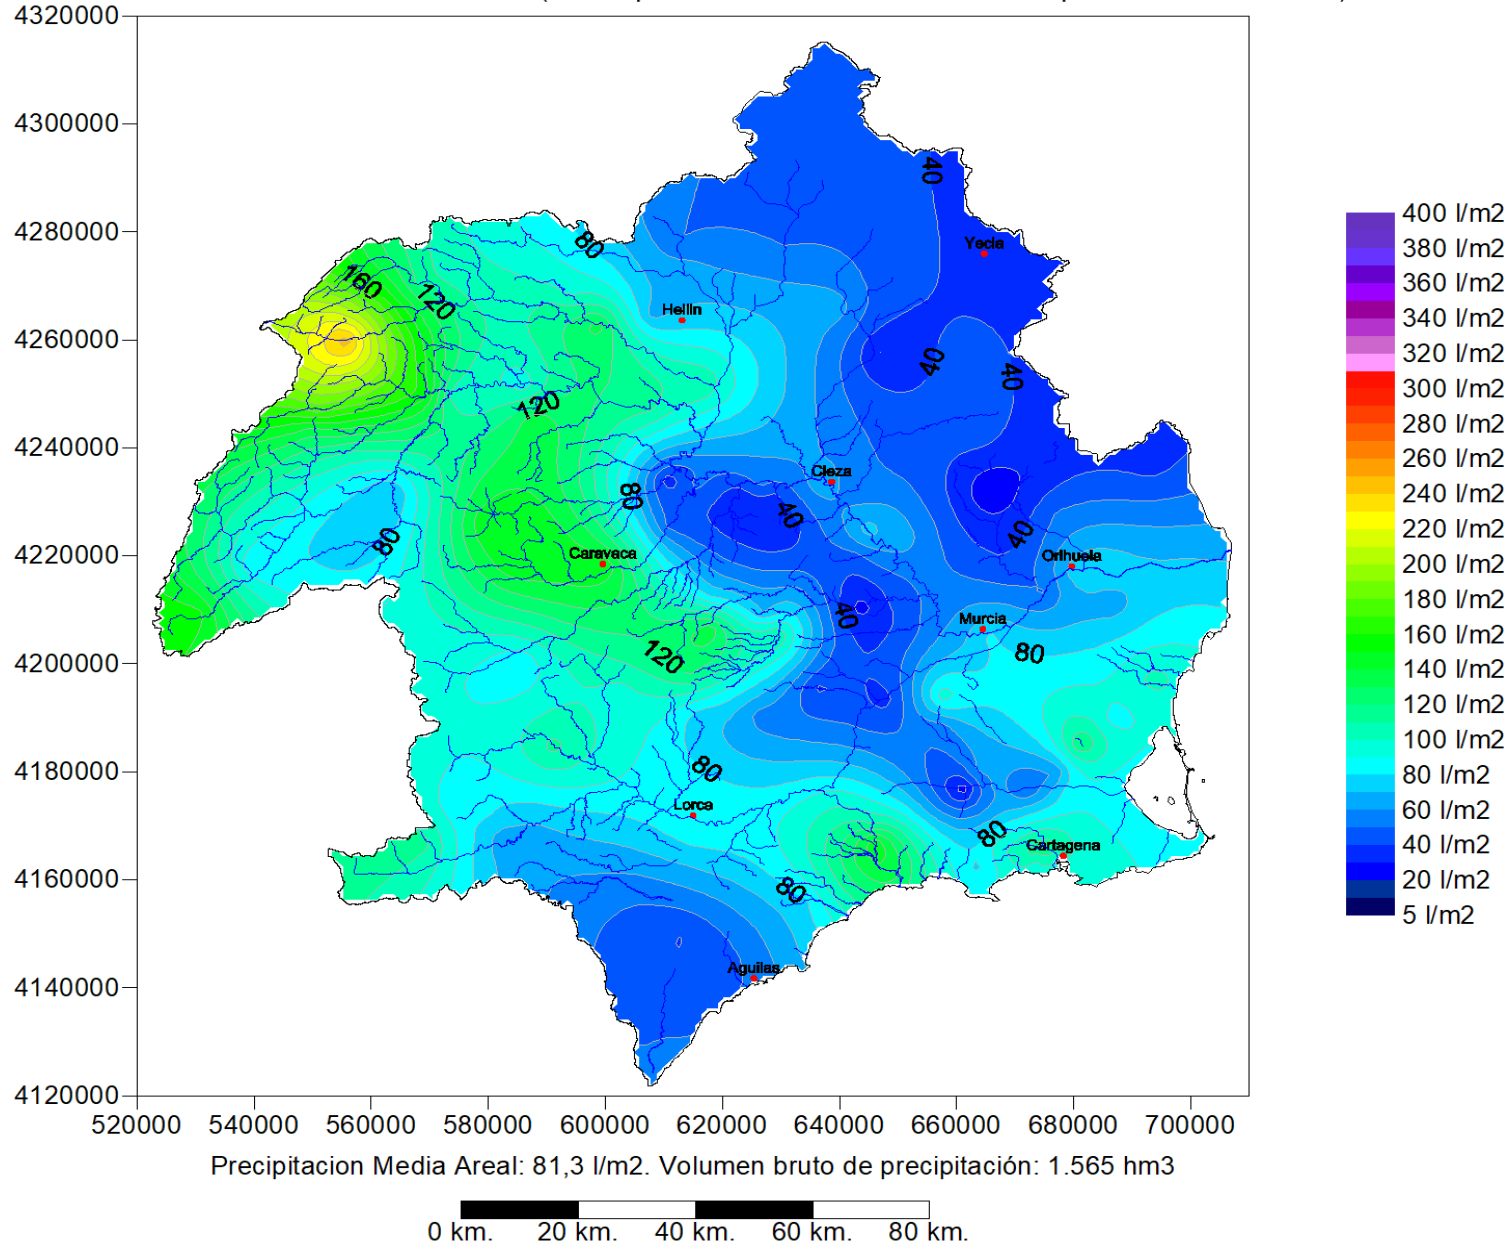 4320000
4300000
4280000
4260000
4240000
4220000
4200000
4180000
4160000
4140000
4120000
520000 540000 560000 580000 600000 620000 640000 660000 680000 700000
40
Yecla
80
160
120
Hellin
40
40
120
Cieza
80
40
40
80
Caravaca
Orihuela
40
Murcia
120
80
80
Lorca
80
Cartagena
80
Aguilas
400 l/m2
380 l/m2
360 l/m2
340 l/m2
320 l/m2
300 l/m2
280 l/m2
260 l/m2
240 l/m2
220 l/m2
200 l/m2
180 l/m2
160 l/m2
140 l/m2
120 l/m2
100 l/m2
80 l/m2
60 l/m2
40 l/m2
20 l/m2
5 l/m2
Precipitacion Media Areal: 81,3 l/m2. Volumen bruto de precipitación: 1.565 hm3
0 km. 20 km. 40 km. 60 km. 80 km.